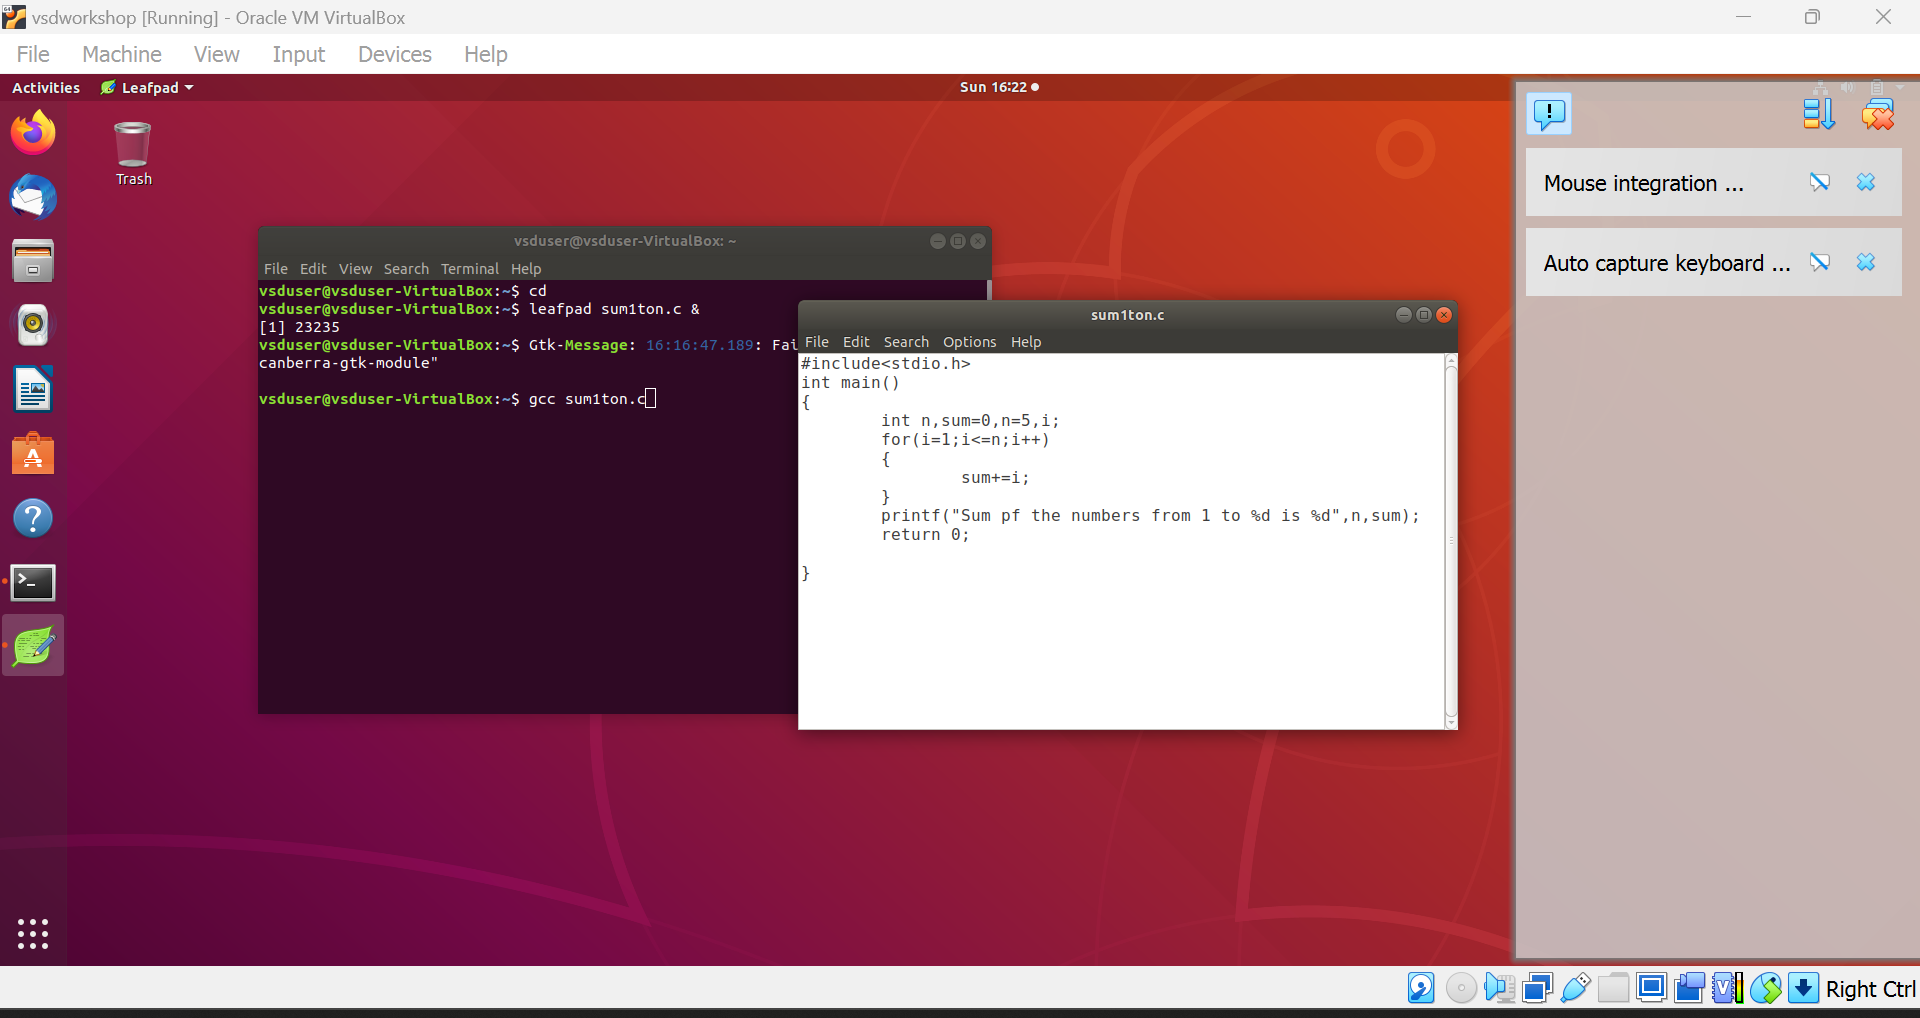 vsdworkshop [Running] - Oracle VM VirtualBox
File Machine View Input Devices Help
Activities Leafpad Sun 16:22
Trash
Mouse integration ...
Auto capture keyboard ...
vsduser@vsduser-VirtualBox: ~
File Edit View Search Terminal Help
vsduser@vsduser-VirtualBox:~$ cd
vsduser@vsduser-VirtualBox:~$ leafpad sum1ton.c &
[1] 23235
vsduser@vsduser-VirtualBox:~$ Gtk-Message: 16:16:47.189: Fai
canberra-gtk-module"
vsduser@vsduser-VirtualBox:~$ gcc sum1ton.c
sum1ton.c
File Edit Search Options Help
#include<stdio.h>
int main()
{
int n,sum=0,n=5,i;
for(i=1;i<=n;i++)
{
sum+=i;
}
printf("Sum pf the numbers from 1 to %d is %d",n,sum);
return 0;
}
Right Ctrl